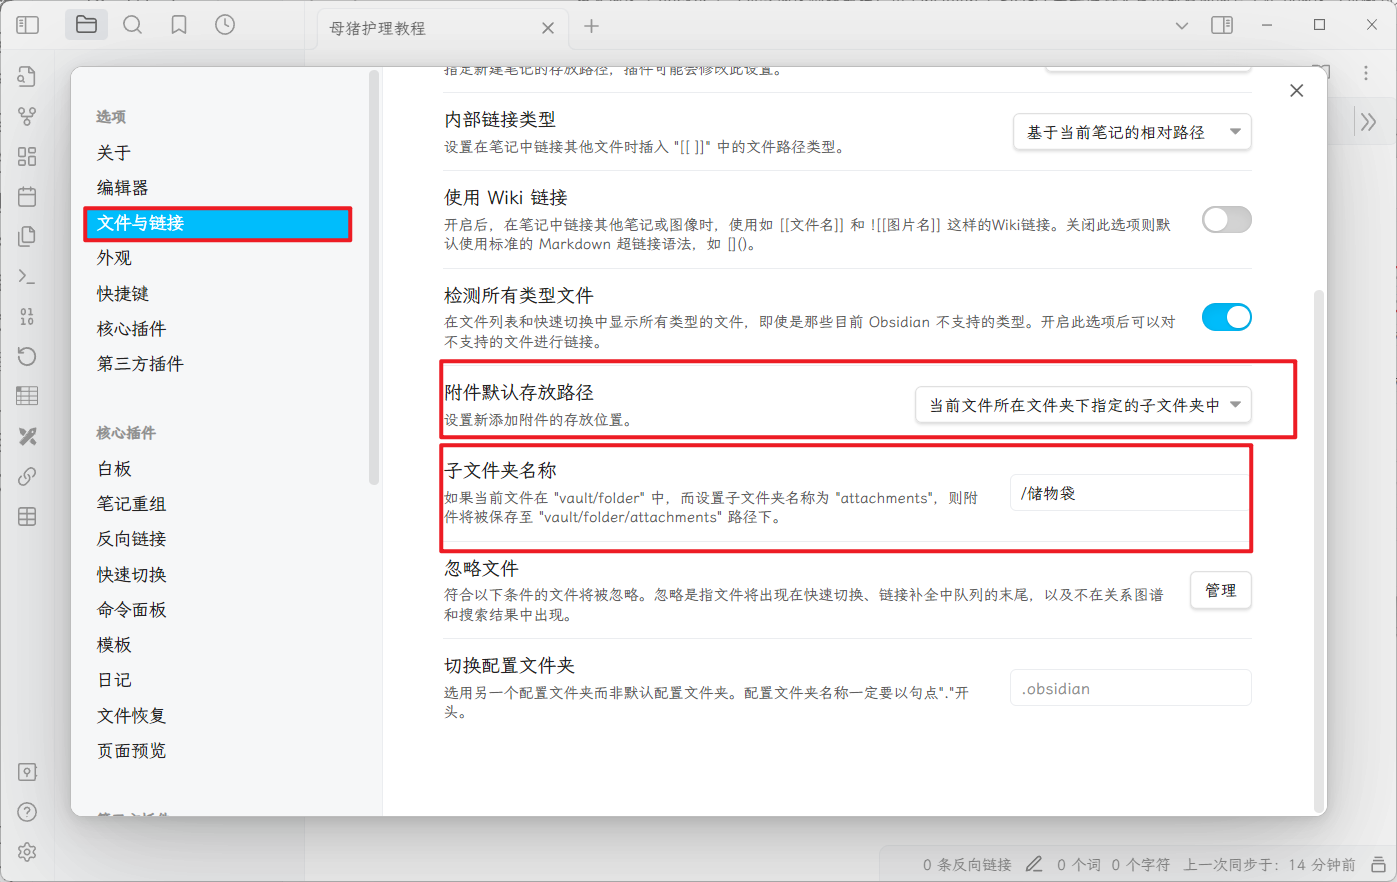 母猪护理教程
选项
关于
编辑器
文件与链接
外观
快捷键
核心插件
第三方插件
核心插件
白板
笔记重组
反向链接
快速切换
命令面板
模板
日记
文件恢复
页面预览
指定新建笔记的存放路径，插件可能会修改此设置。
内部链接类型
设置在笔记中链接其他文件时插入 "[[ ]]" 中的文件路径类型。
基于当前笔记的相对路径
使用 Wiki 链接
开启后，在笔记中链接其他笔记或图像时，使用如 [[文件名]] 和 ![[图片名]] 这样的Wiki链接。关闭此选项则默
认使用标准的 Markdown 超链接语法，如 []()。
检测所有类型文件
在文件列表和快速切换中显示所有类型的文件，即使是那些目前 Obsidian 不支持的类型。开启此选项后可以对
不支持的文件进行链接。
附件默认存放路径
设置新添加附件的存放位置。
当前文件所在文件夹下指定的子文件夹中
子文件夹名称
如果当前文件在 "vault/folder" 中，而设置子文件夹名称为 "attachments"，则附
件将被保存至 "vault/folder/attachments" 路径下。
/储物袋
忽略文件
符合以下条件的文件将被忽略。忽略是指文件将出现在快速切换、链接补全中队列的末尾，以及不在关系图谱
和搜索结果中出现。
管理
切换配置文件夹
选用另一个配置文件夹而非默认配置文件夹。配置文件夹名称一定要以句点"."开
头。
.obsidian
0 条反向链接 0 个词 0 个字符 上一次同步于：14 分钟前